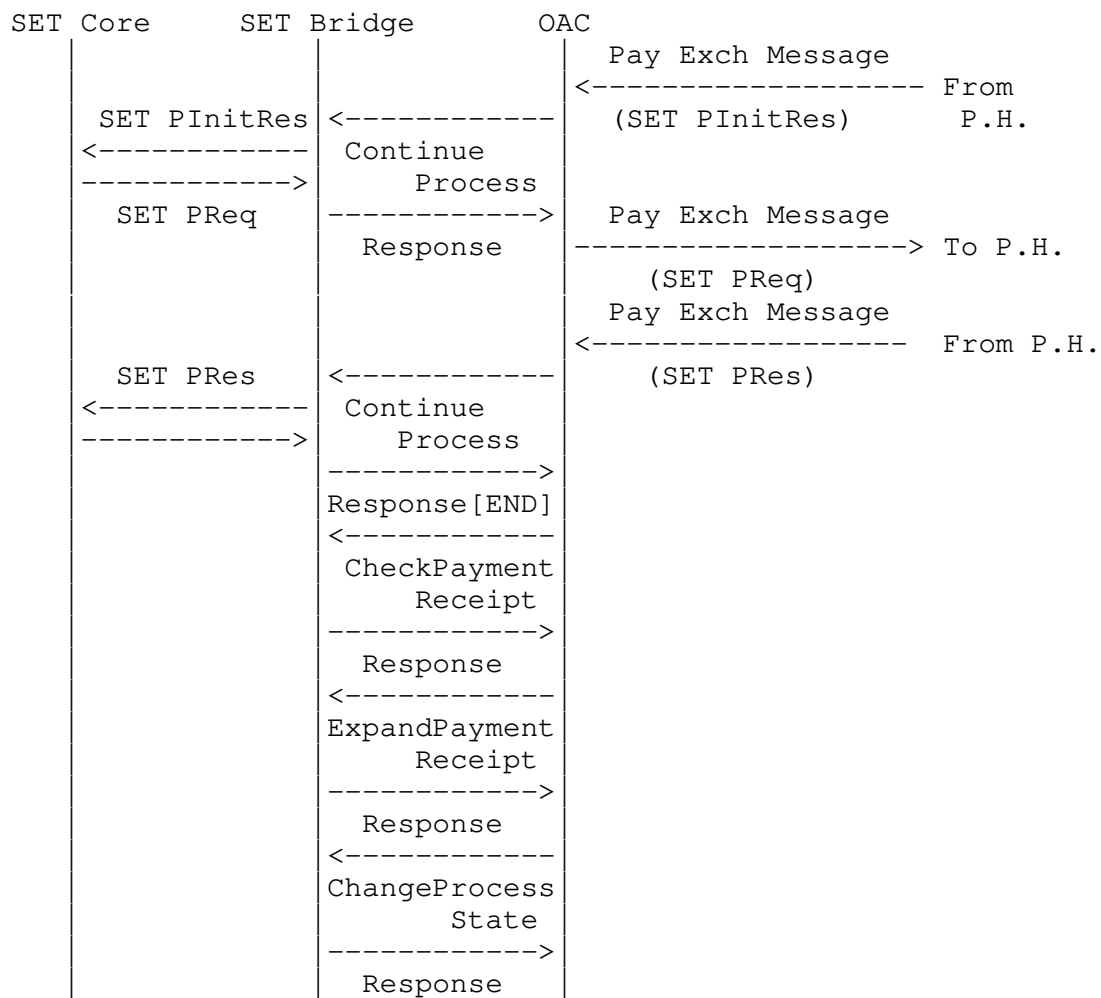 SET Core SET Bridge OAC
Pay Exch Message
<------------------- From
SET PInitRes <------------ (SET PInitRes) P.H.
<------------ Continue
------------> Process
SET PReq ------------> Pay Exch Message
Response -------------------> To P.H.
(SET PReq)
Pay Exch Message
<------------------ From P.H.
SET PRes <------------ (SET PRes)
<------------ Continue
------------> Process
------------>
Response[END]
<------------
CheckPayment
Receipt
------------>
Response
<------------
ExpandPayment
Receipt
------------>
Response
<------------
ChangeProcess
State
------------>
Response